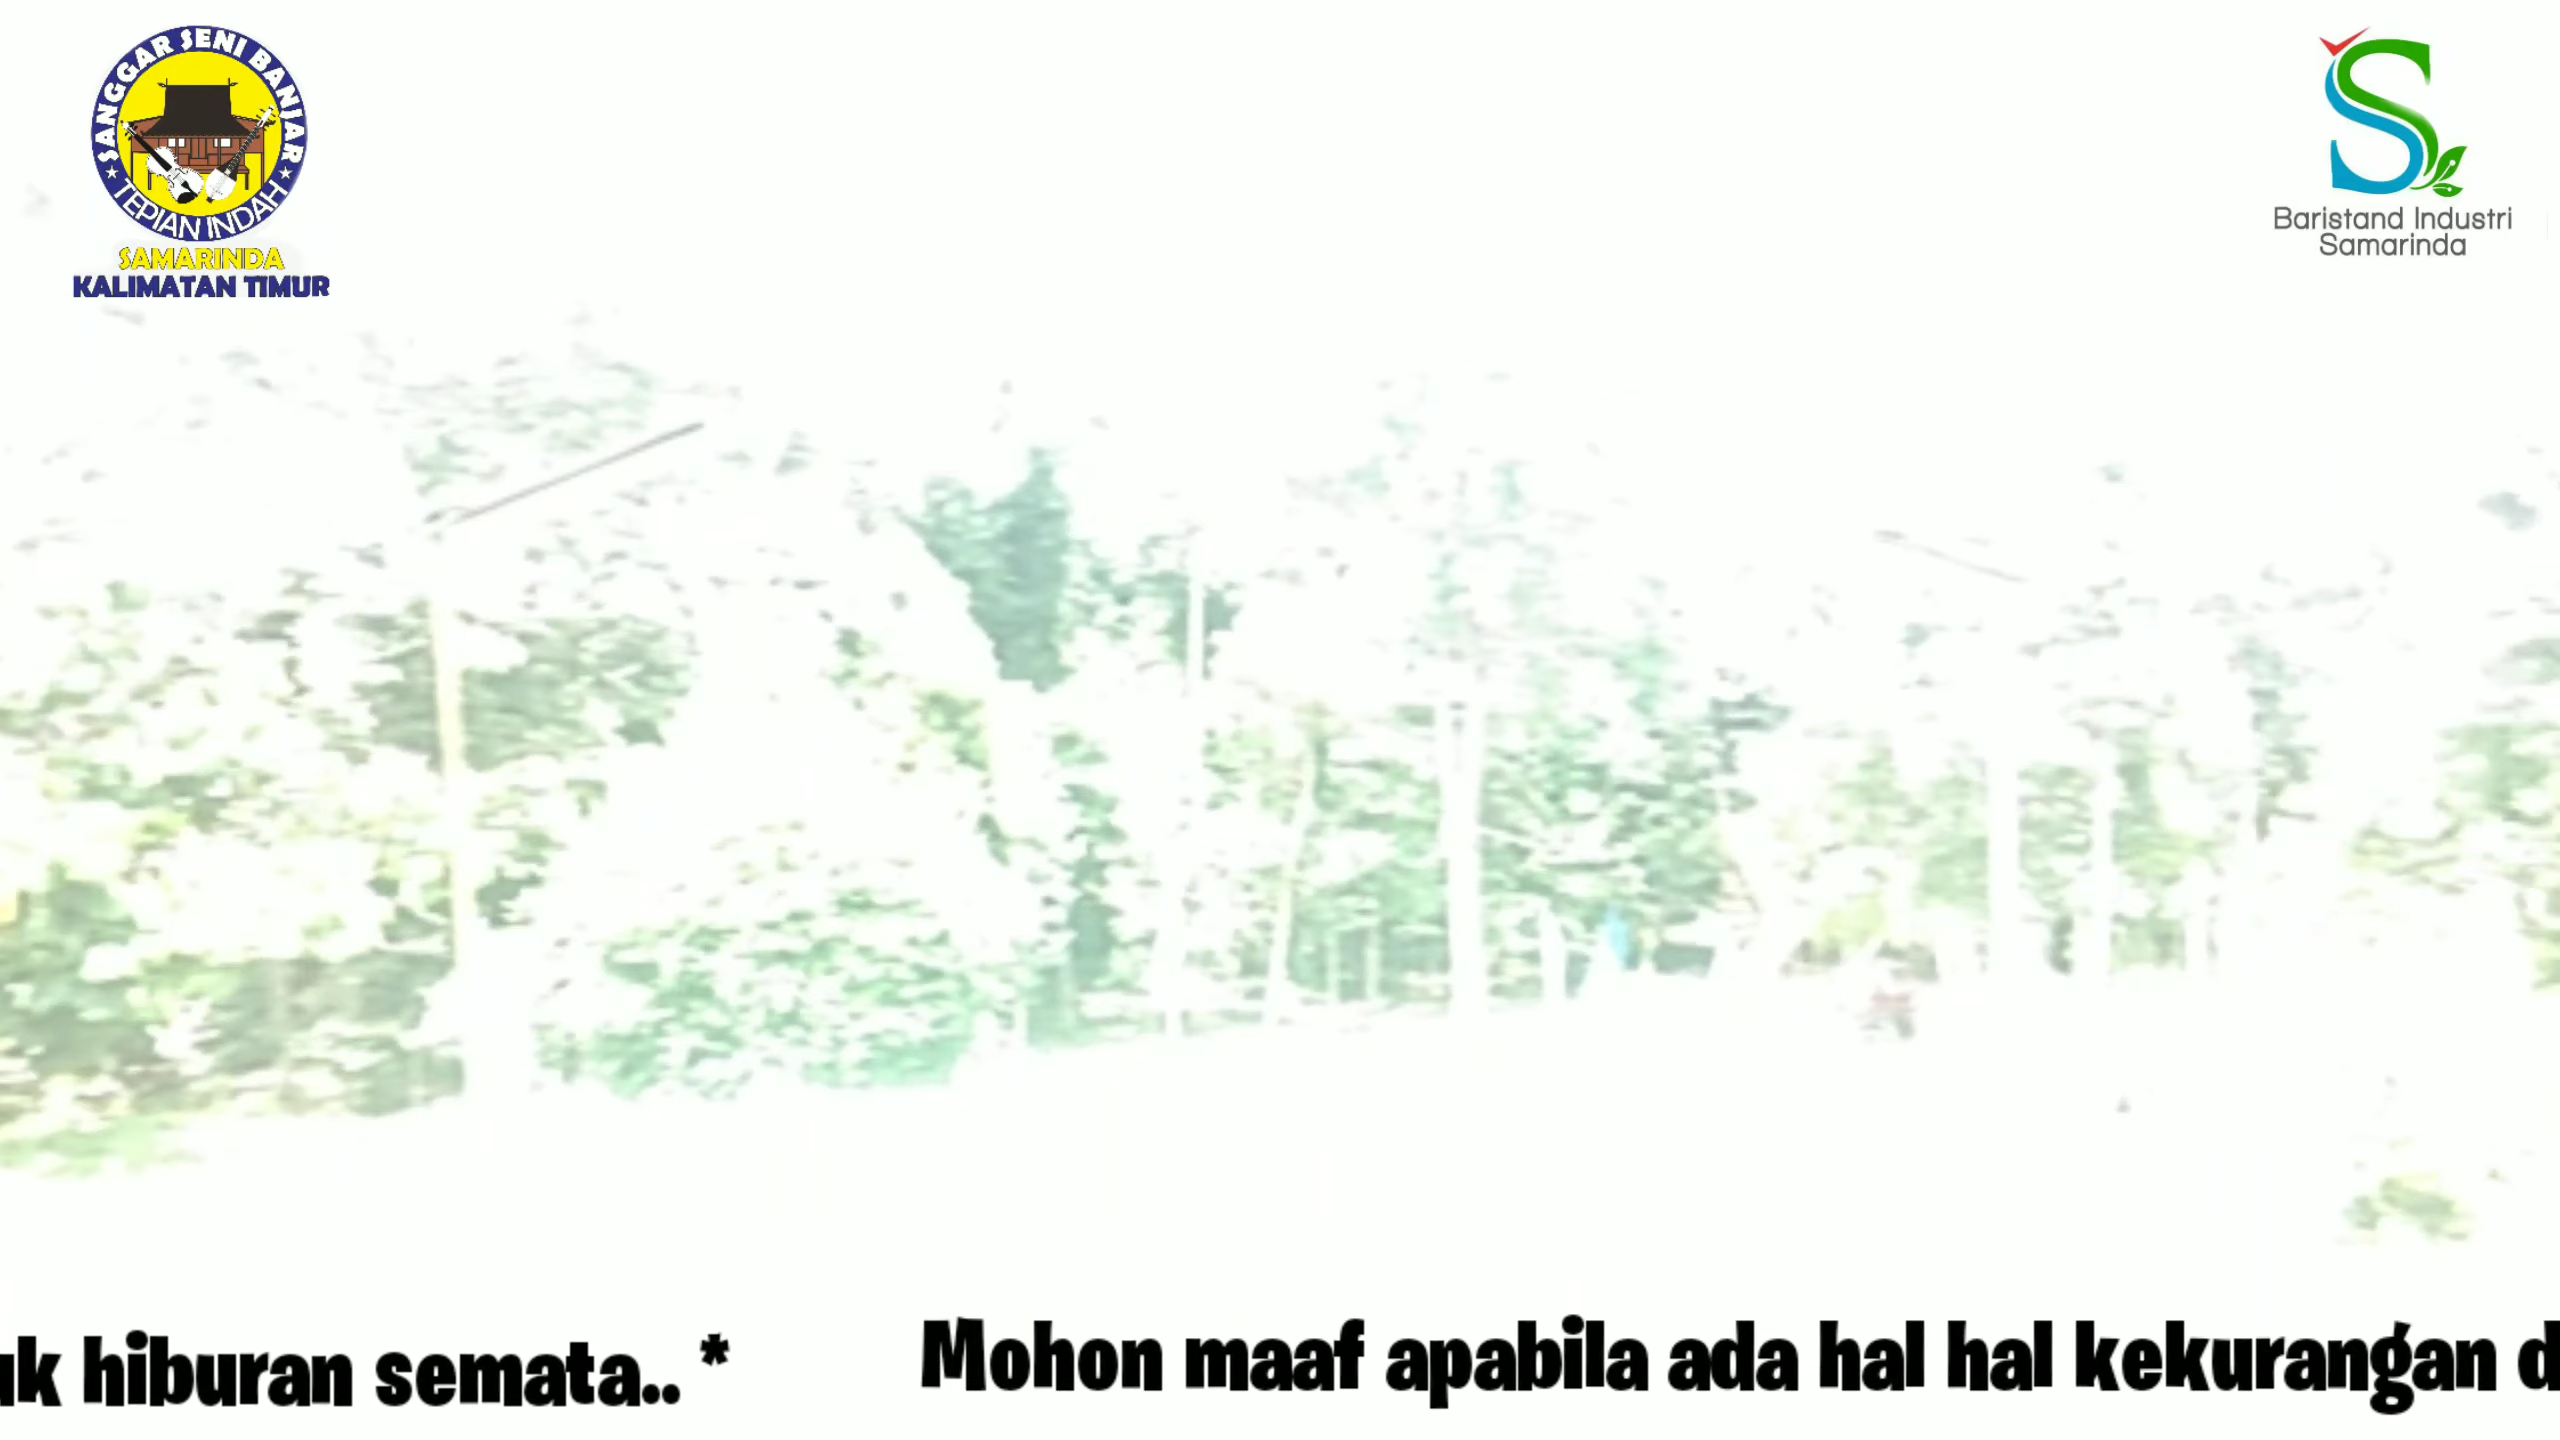 SANGGAR SENI BANJAR
TEPIAN INDAH
SAMARINDA
KALIMATAN TIMUR
Baristand Industri
Samarinda
hiburan semata.. *
Mohon maaf apabila ada hal hal kekurangan